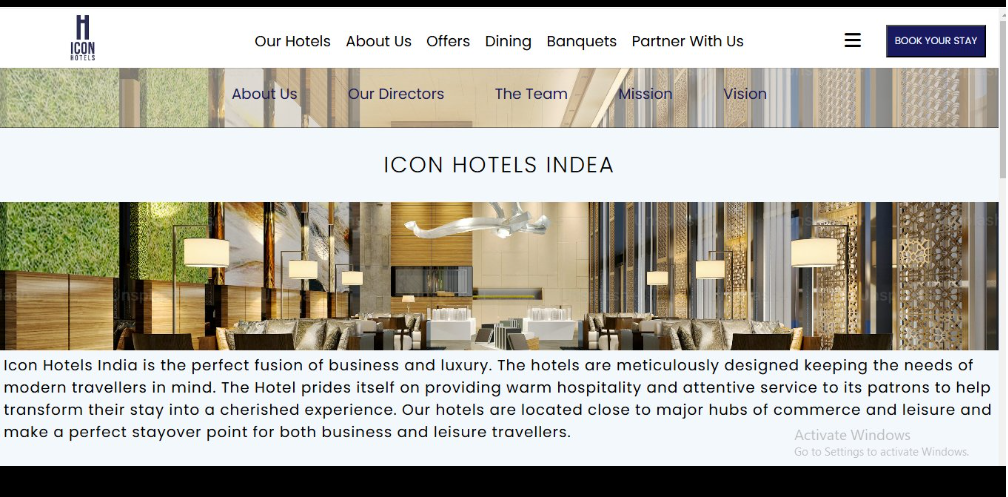 ICON
HOTELS
Our Hotels About Us Offers Dining Banquets Partner With Us
BOOK YOUR STAY
About Us Our Directors The Team Mission Vision
ICON HOTELS INDEA
Icon Hotels India is the perfect fusion of business and luxury. The hotels are meticulously designed keeping the needs of
modern travellers in mind. The Hotel prides itself on providing warm hospitality and attentive service to its patrons to help
transform their stay into a cherished experience. Our hotels are located close to major hubs of commerce and leisure and
make a perfect stayover point for both business and leisure travellers.
Activate Windows
Go to Settings to activate Windows.